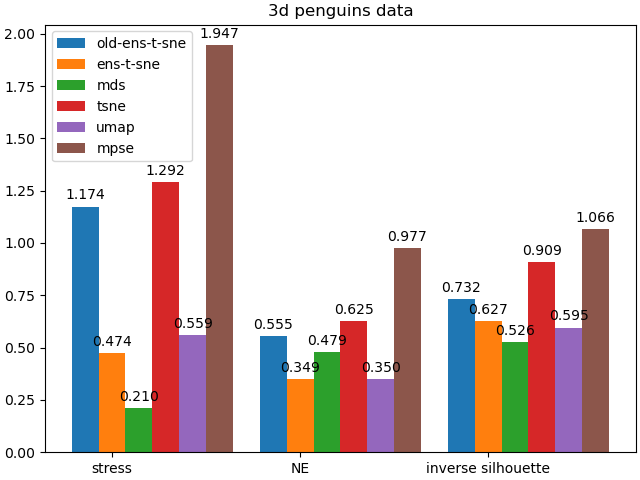 3d penguins data
2.00
1.75
1.50
1.25
1.00
0.75
0.50
0.25
0.00
old-ens-t-sne
ens-t-sne
mds
tsne
umap
mpse
1.174
0.474
0.210
1.292
0.559
1.947
0.555
0.349
0.479
0.625
0.350
0.977
0.732
0.627
0.526
0.909
0.595
1.066
stress
NE
inverse silhouette